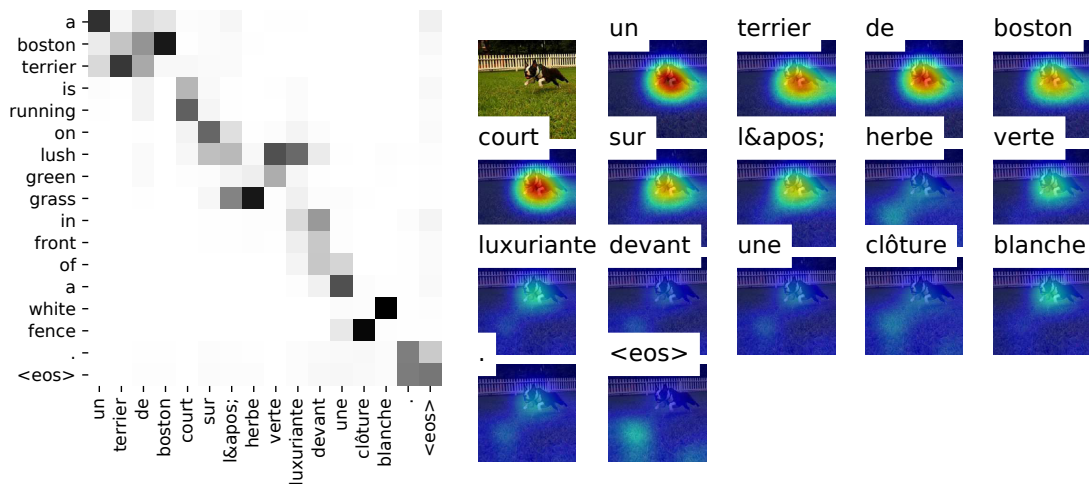 a
boston
terrier
is
running
on
lush
green
grass
in
front
of
a
white
fence
.
<eos>
un
terrier
de
boston
court
sur
l&apos;
herbe
verte
luxuriante
devant
une
clôture
blanche
.
<eos>
un terrier de boston
court sur l&apos; herbe verte
luxuriante devant une clôture blanche
. <eos>